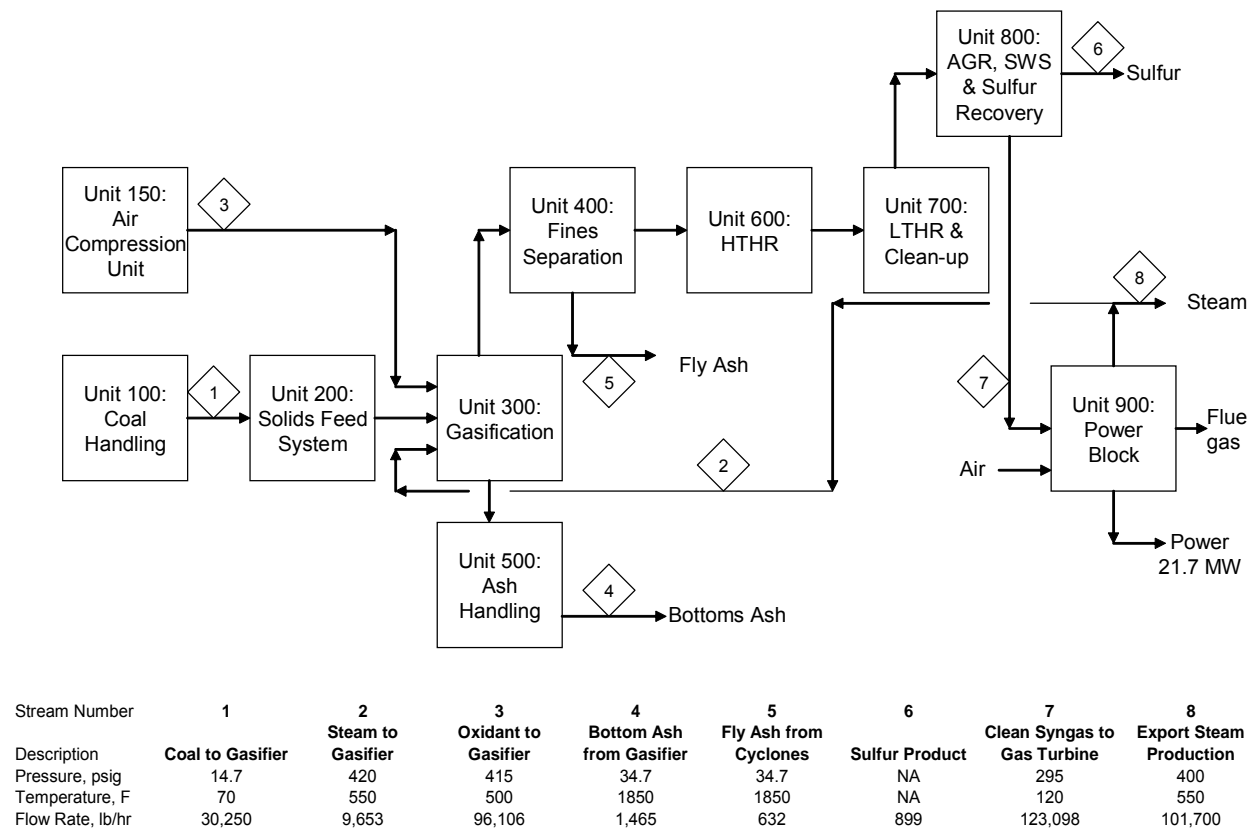 Unit 800:
AGR, SWS
& Sulfur
Recovery
6
Sulfur
Unit 150:
Air
Compression
Unit
3
Unit 400:
Fines
Separation
Unit 600:
HTHR
Unit 700:
LTHR &
Clean-up
8
Steam
Unit 100:
Coal
Handling
1
Unit 200:
Solids Feed
System
Unit 300:
Gasification
5
Fly Ash
7
Unit 900:
Power
Block
Flue
gas
Air
2
Power
21.7 MW
Unit 500:
Ash
Handling
4
Bottoms Ash
Stream Number 1 2 3 4 5 6 7 8
Steam to Oxidant to Bottom Ash Fly Ash from Clean Syngas to Export Steam
Description Coal to Gasifier Gasifier Gasifier from Gasifier Cyclones Sulfur Product Gas Turbine Production
Pressure, psig 14.7 420 415 34.7 34.7 NA 295 400
Temperature, F 70 550 500 1850 1850 NA 120 550
Flow Rate, lb/hr 30,250 9,653 96,106 1,465 632 899 123,098 101,700